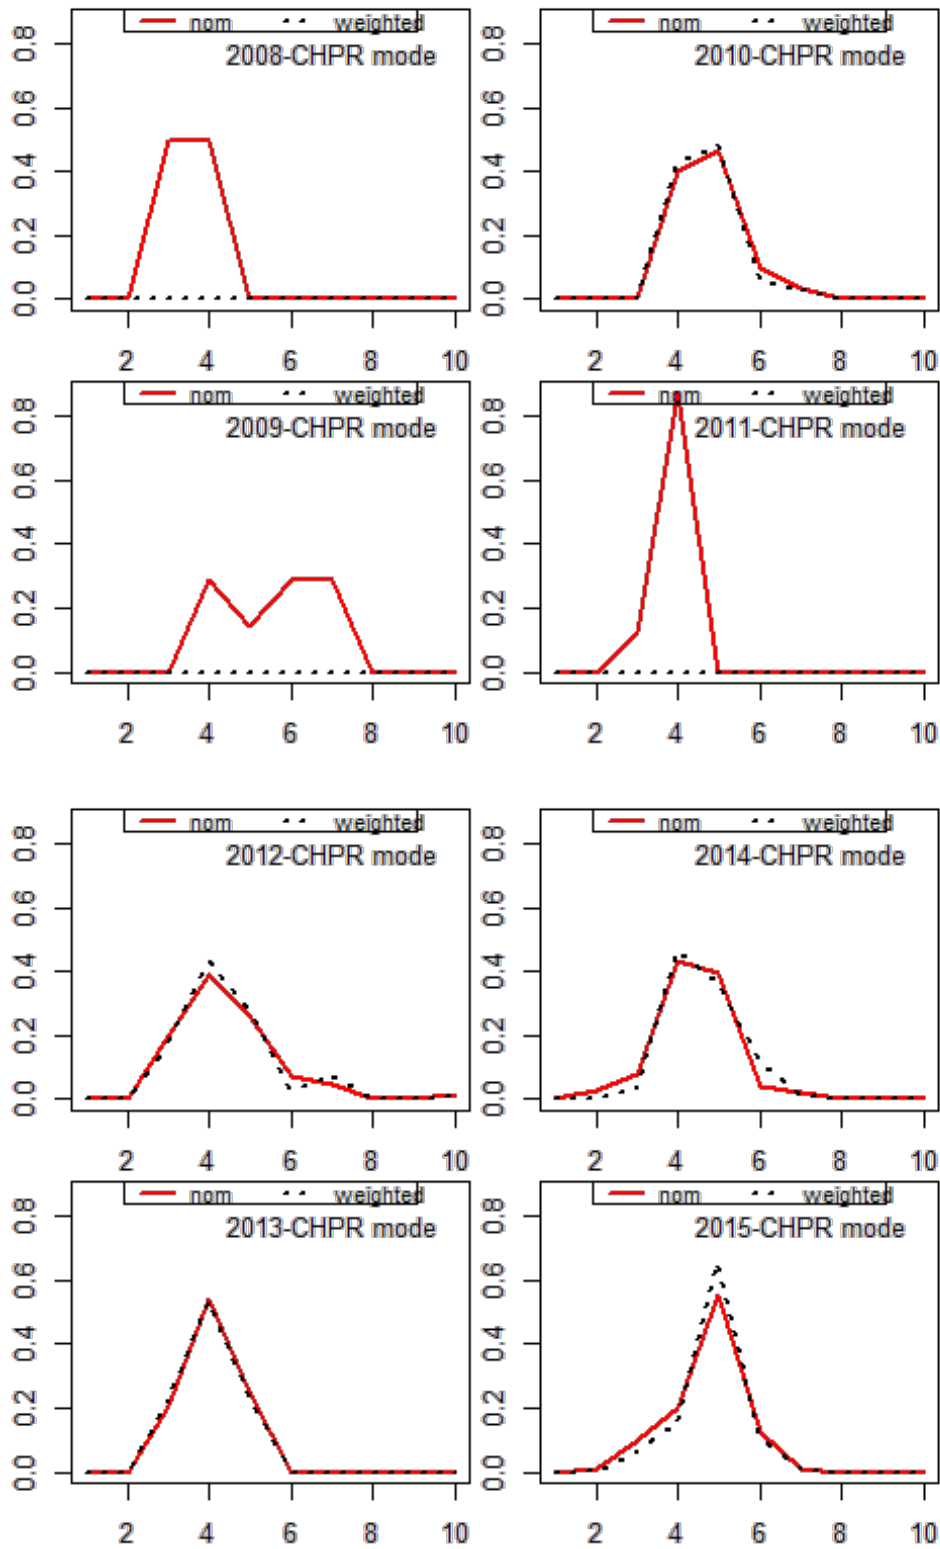 nom weighted
2008-CHPR mode
0.0 0.2 0.4 0.6 0.8
2 4 6 8 10
nom weighted
2010-CHPR mode
0.0 0.2 0.4 0.6 0.8
2 4 6 8 10
nom weighted
2009-CHPR mode
0.0 0.2 0.4 0.6 0.8
2 4 6 8 10
nom weighted
2011-CHPR mode
0.0 0.2 0.4 0.6 0.8
2 4 6 8 10
nom weighted
2012-CHPR mode
0.0 0.2 0.4 0.6 0.8
2 4 6 8 10
nom weighted
2014-CHPR mode
0.0 0.2 0.4 0.6 0.8
2 4 6 8 10
nom weighted
2013-CHPR mode
0.0 0.2 0.4 0.6 0.8
2 4 6 8 10
nom weighted
2015-CHPR mode
0.0 0.2 0.4 0.6 0.8
2 4 6 8 10